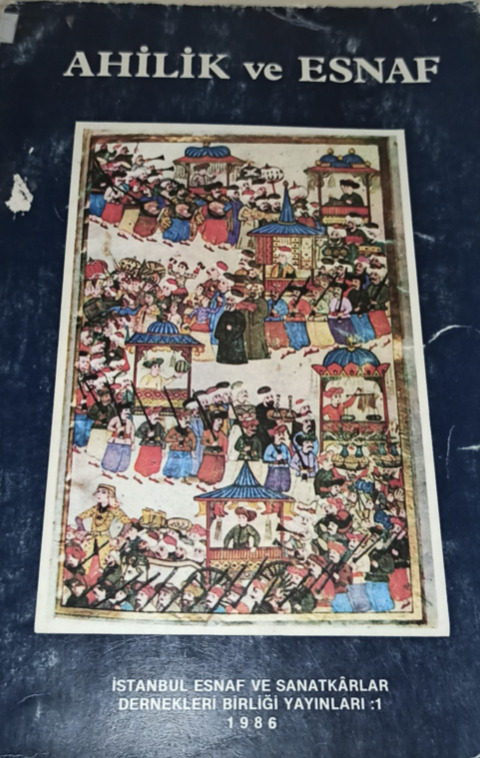 AHİLİK ve ESNAF
İSTANBUL ESNAF VE SANATKÂRLAR
DERNEKLERİ BİRLİĞİ YAYINLARI :1
1986